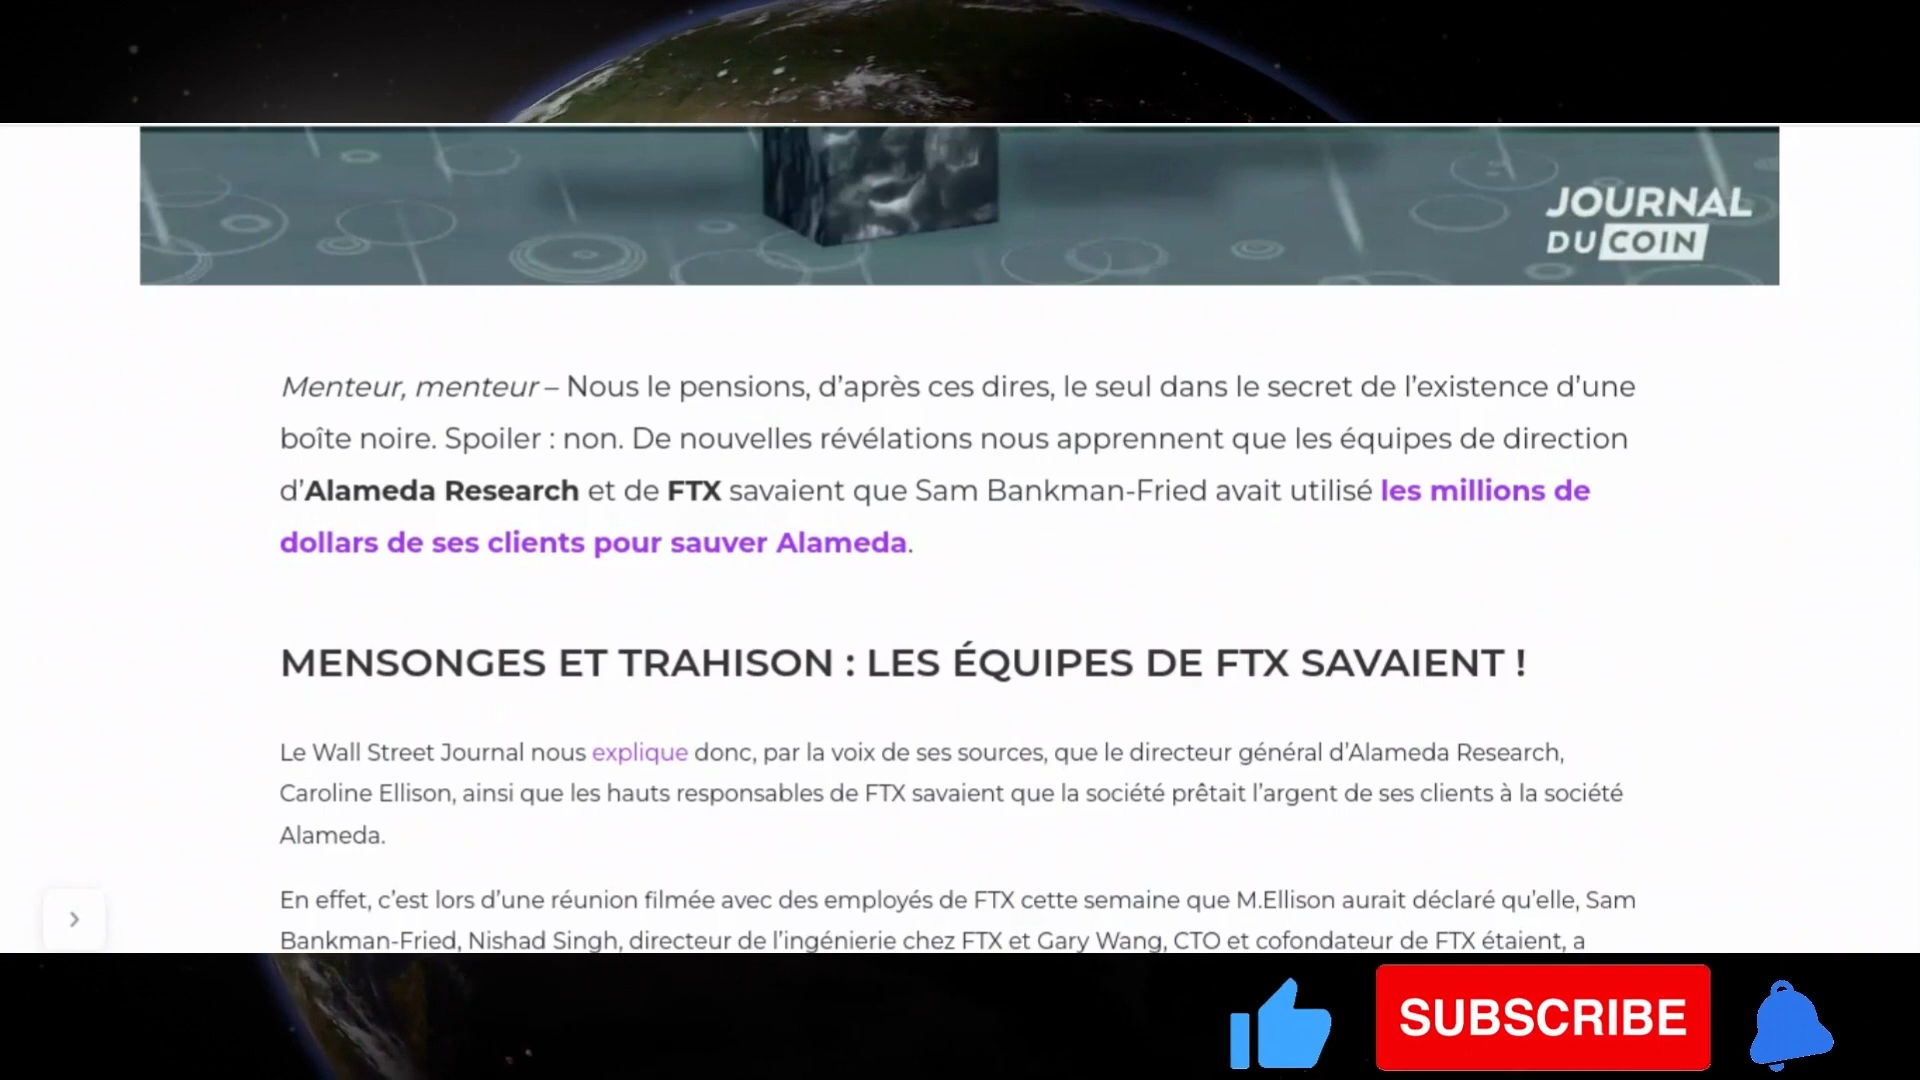 JOURNAL
DU COIN
Menteur, menteur – Nous le pensions, d’après ces dires, le seul dans le secret de l’existence d’une
boîte noire. Spoiler : non. De nouvelles révélations nous apprennent que les équipes de direction
d’Alameda Research et de FTX savaient que Sam Bankman-Fried avait utilisé les millions de
dollars de ses clients pour sauver Alameda.
MENSONGES ET TRAHISON : LES ÉQUIPES DE FTX SAVAIENT !
Le Wall Street Journal nous explique donc, par la voix de ses sources, que le directeur général d’Alameda Research,
Caroline Ellison, ainsi que les hauts responsables de FTX savaient que la société prêtait l’argent de ses clients à la société
Alameda.
En effet, c’est lors d’une réunion filmée avec des employés de FTX cette semaine que M.Ellison aurait déclaré qu’elle, Sam
Bankman-Fried, Nishad Singh, directeur de l’ingénierie chez FTX et Gary Wang, CTO et cofondateur de FTX étaient, a
SUBSCRIBE